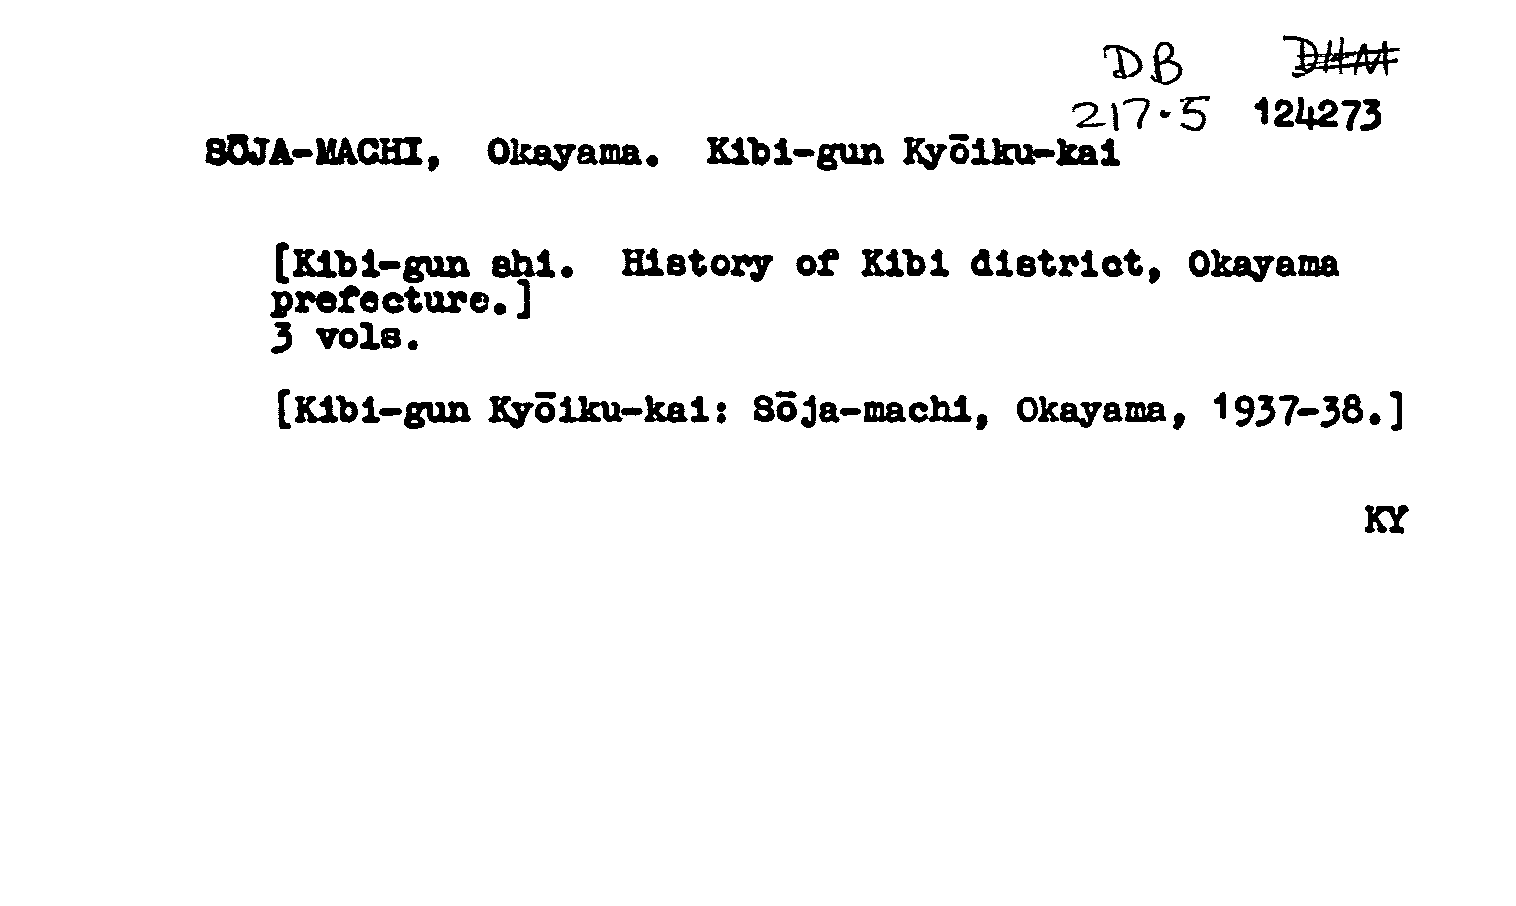 DB DHM
217.5 124273
SŌJA-MACHI, Okayama. Kibi-gun Kyōiku-kai
[Kibi-gun shi. History of Kibi district, Okayama
prefecture.]
3 vols.
[Kibi-gun Kyōiku-kai: Sōja-machi, Okayama, 1937-38.]
KY